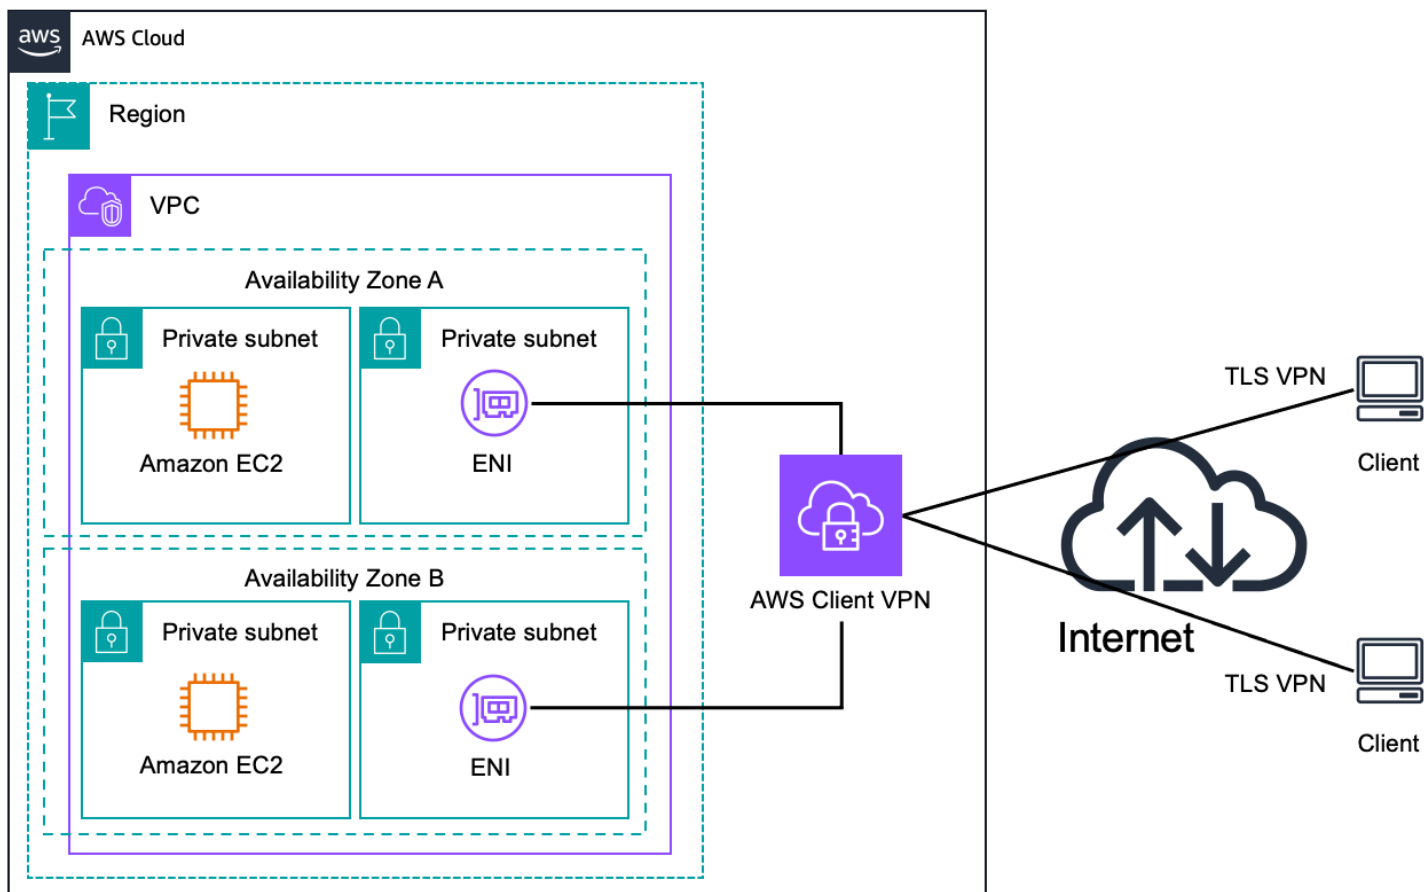 aws
AWS Cloud
Region
VPC
Availability Zone A
Private subnet
Private subnet
Amazon EC2
ENI
Availability Zone B
Private subnet
Private subnet
Amazon EC2
ENI
AWS Client VPN
TLS VPN
Client
Internet
TLS VPN
Client